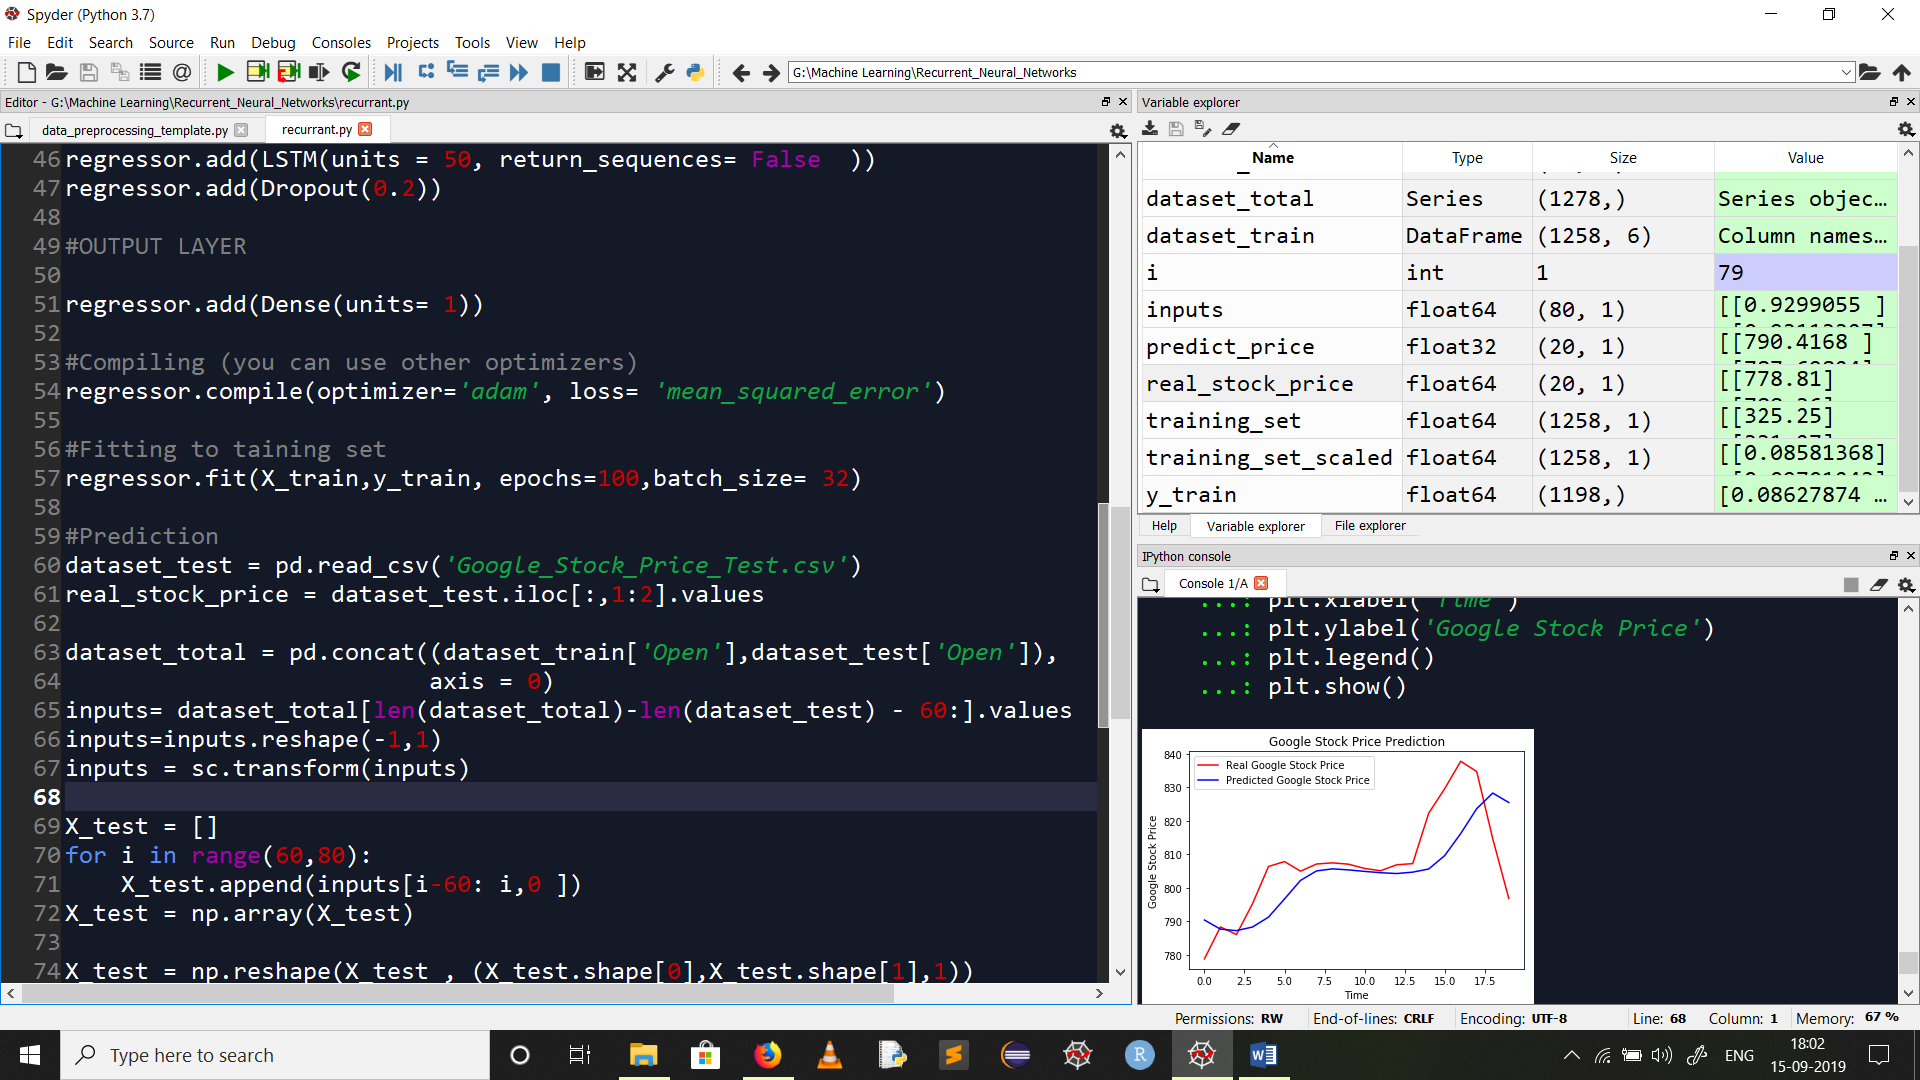 Spyder (Python 3.7)
File Edit Search Source Run Debug Consoles Projects Tools View Help
G:\Machine Learning\Recurrent_Neural_Networks
Editor - G:\Machine Learning\Recurrent_Neural_Networks\recurrant.py
data_preprocessing_template.py recurrant.py
46 regressor.add(LSTM(units = 50, return_sequences= False  ))
47 regressor.add(Dropout(0.2))
48
49 #OUTPUT LAYER
50
51 regressor.add(Dense(units= 1))
52
53 #Compiling (you can use other optimizers)
54 regressor.compile(optimizer='adam', loss= 'mean_squared_error')
55
56 #Fitting to taining set
57 regressor.fit(X_train,y_train, epochs=100,batch_size= 32)
58
59 #Prediction
60 dataset_test = pd.read_csv('Google_Stock_Price_Test.csv')
61 real_stock_price = dataset_test.iloc[:,1:2].values
62
63 dataset_total = pd.concat((dataset_train['Open'],dataset_test['Open']),
64                           axis = 0)
65 inputs= dataset_total[len(dataset_total)-len(dataset_test) - 60:].values
66 inputs=inputs.reshape(-1,1)
67 inputs = sc.transform(inputs)
68
69 X_test = []
70 for i in range(60,80):
71     X_test.append(inputs[i-60: i,0 ])
72 X_test = np.array(X_test)
73
74 X_test = np.reshape(X_test , (X_test.shape[0],X_test.shape[1],1))
Variable explorer
Name Type Size Value
dataset_total Series (1278,) Series objec...
dataset_train DataFrame (1258, 6) Column names...
i int 1 79
inputs float64 (80, 1) [[0.9299055 ]
predict_price float32 (20, 1) [[790.4168 ]
real_stock_price float64 (20, 1) [[778.81]
training_set float64 (1258, 1) [[325.25]
training_set_scaled float64 (1258, 1) [[0.08581368]
y_train float64 (1198,) [0.08627874 ...
Help Variable explorer File explorer
IPython console
Console 1/A
...: plt.xlabel('Time')
...: plt.ylabel('Google Stock Price')
...: plt.legend()
...: plt.show()
Google Stock Price Prediction
Real Google Stock Price
Predicted Google Stock Price
Google Stock Price
840
830
820
810
800
790
780
0.0 2.5 5.0 7.5 10.0 12.5 15.0 17.5
Time
Permissions: RW End-of-lines: CRLF Encoding: UTF-8 Line: 68 Column: 1 Memory: 67 %
Type here to search
R
W
ENG
18:02
15-09-2019